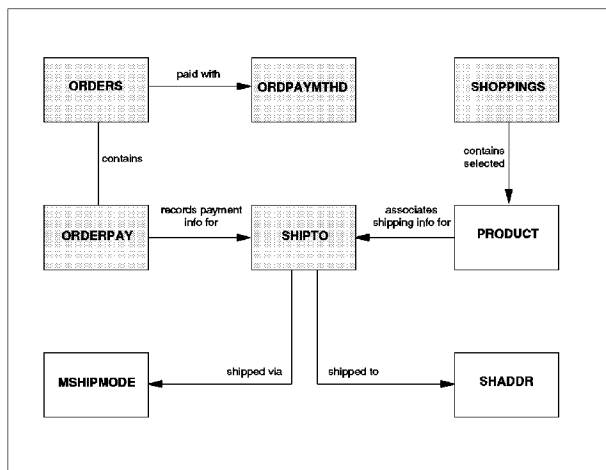 ORDERS
paid with
ORDPAYMTHD
SHOPPINGS
contains
contains
selected
ORDERPAY
records payment
info for
SHIPTO
associates
shipping info for
PRODUCT
MSHIPMODE
shipped via
shipped to
SHADDR